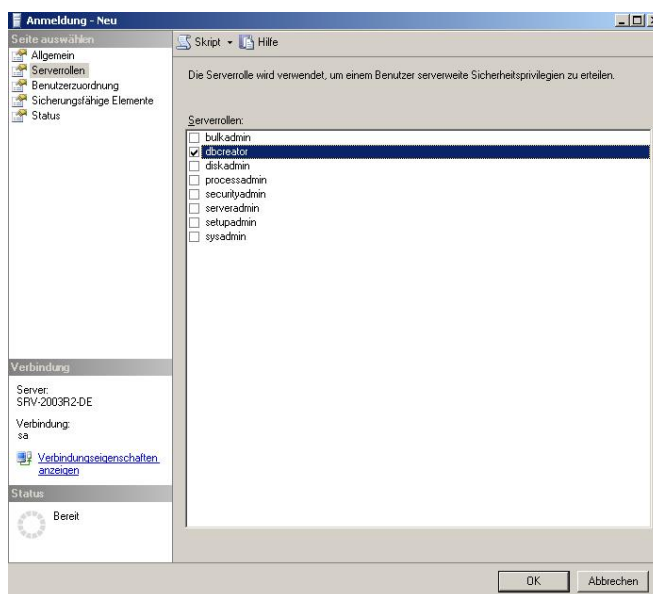 Anmeldung - Neu
Seite auswählen
Allgemein
Serverrollen
Benutzerzuordnung
Sicherungsfähige Elemente
Status
Skript
Hilfe
Die Serverrolle wird verwendet, um einem Benutzer serverweite Sicherheitsprivilegien zu erteilen.
Serverrollen:
bulkadmin
dbcreator
diskadmin
processadmin
securityadmin
serveradmin
setupadmin
sysadmin
Verbindung
Server:
SRV-2003R2-DE
Verbindung:
sa
Verbindungseigenschaften
anzeigen
Status
Bereit
OK
Abbrechen